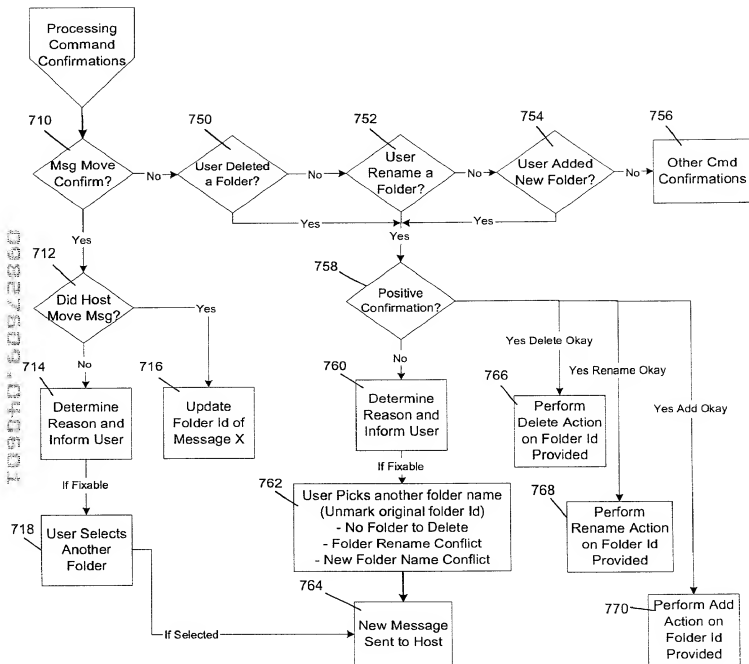 Processing
Command
Confirmations
710
Msg Move
Confirm?
No
750
User Deleted
a Folder?
No
752
User
Rename a
Folder?
No
754
User Added
New Folder?
No
756
Other Cmd
Confirmations
Yes
Yes
Yes
Yes
712
Did Host
Move Msg?
Yes
No
758
Positive
Confirmation?
No
Yes Delete Okay
Yes Rename Okay
Yes Add Okay
714
Determine
Reason and
Inform User
716
Update
Folder Id of
Message X
760
Determine
Reason and
Inform User
766
Perform
Delete Action
on Folder Id
Provided
If Fixable
If Fixable
718
User Selects
Another
Folder
762
User Picks another folder name
(Unmark original folder Id)
- No Folder to Delete
- Folder Rename Conflict
- New Folder Name Conflict
768
Perform
Rename Action
on Folder Id
Provided
764
New Message
Sent to Host
If Selected
770
Perform Add
Action on
Folder Id
Provided